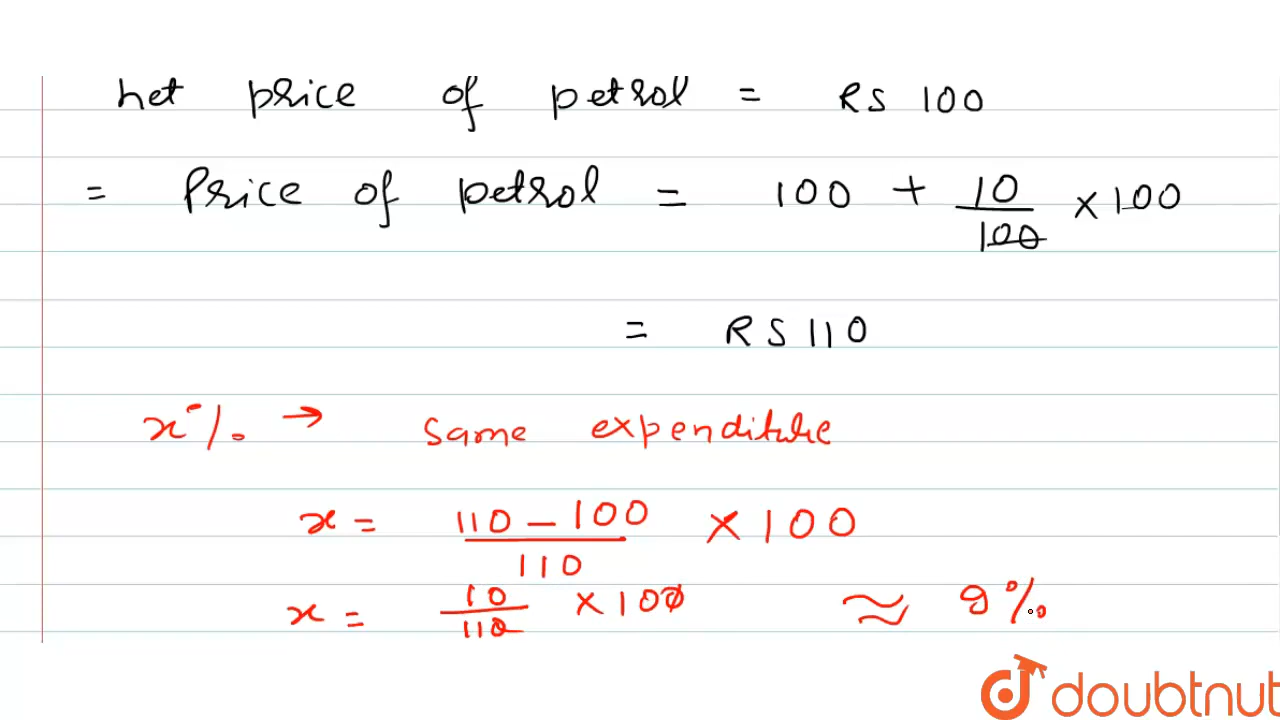 Let price of petrol = RS 100
= Price of petrol = 100 + 10/100 × 100
= RS 110
x % → same expenditure
x = 110 - 100/110 × 100
x = 10/110 × 100 ≈ 9%
doubtnut